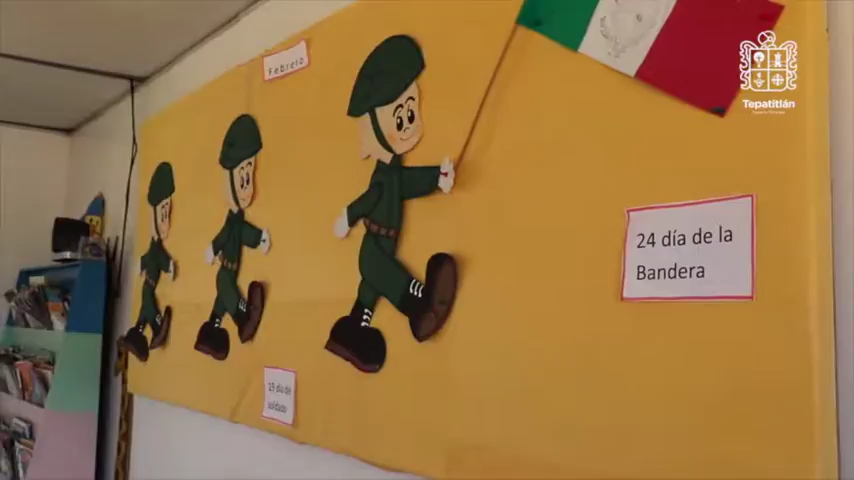 Febrero
Tepatitlán
24 día de la
Bandera
19 día del
soldado